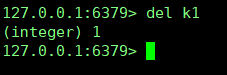 127.0.0.1:6379> del k1
(integer) 1
127.0.0.1:6379>